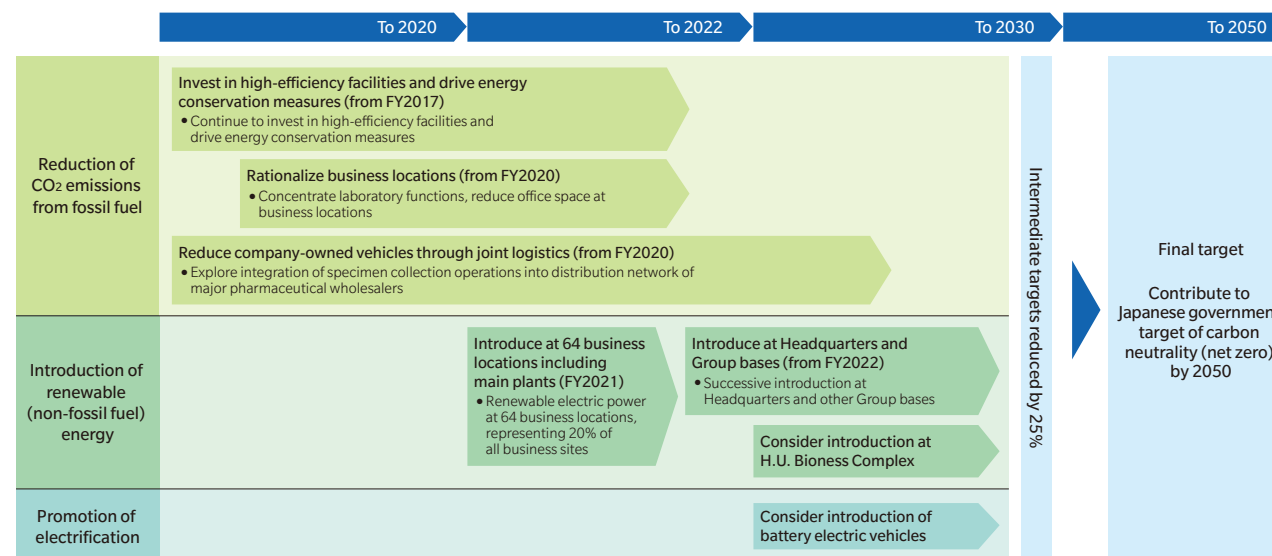 To 2020
To 2022
To 2030
To 2050
Reduction of
CO2 emissions
from fossil fuel
Invest in high-efficiency facilities and drive energy
conservation measures (from FY2017)
• Continue to invest in high-efficiency facilities and
drive energy conservation measures
Rationalize business locations (from FY2020)
• Concentrate laboratory functions, reduce office space at
business locations
Reduce company-owned vehicles through joint logistics (from FY2020)
• Explore integration of specimen collection operations into distribution network of
major pharmaceutical wholesalers
Introduction of
renewable
(non-fossil fuel)
energy
Introduce at 64 business
locations including
main plants (FY2021)
• Renewable electric power
at 64 business locations,
representing 20% of
all business sites
Introduce at Headquarters and
Group bases (from FY2022)
• Successive introduction at
Headquarters and other Group bases
Consider introduction at
H.U. Bioness Complex
Promotion of
electrification
Consider introduction of
battery electric vehicles
Intermediate targets reduced by 25%
Final target
Contribute to
Japanese governmen
target of carbon
neutrality (net zero)
by 2050